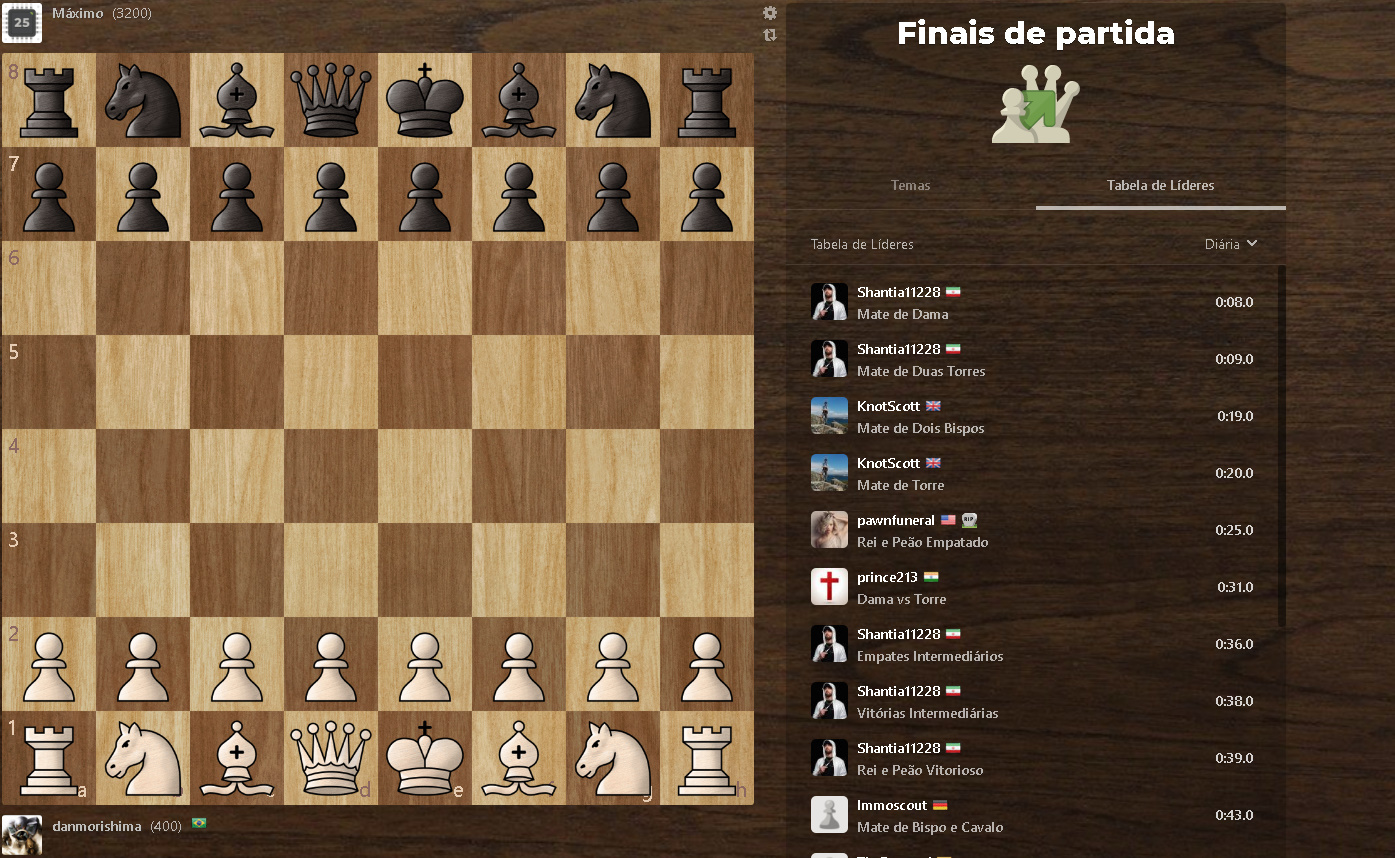 25
Máximo (3200)
8
7
6
5
4
3
2
1
a
d
e
g
h
danmorishima (400)
Finais de partida
Temas
Tabela de Líderes
Tabela de Líderes
Diária
Shantia11228
Mate de Dama
0:08.0
Shantia11228
Mate de Duas Torres
0:09.0
KnotScott
Mate de Dois Bispos
0:19.0
KnotScott
Mate de Torre
0:20.0
pawnfuneral RIP
Rei e Peão Empatado
0:25.0
prince213
Dama vs Torre
0:31.0
Shantia11228
Empates Intermediários
0:36.0
Shantia11228
Vitórias Intermediárias
0:38.0
Shantia11228
Rei e Peão Vitorioso
0:39.0
Immoscout
Mate de Bispo e Cavalo
0:43.0